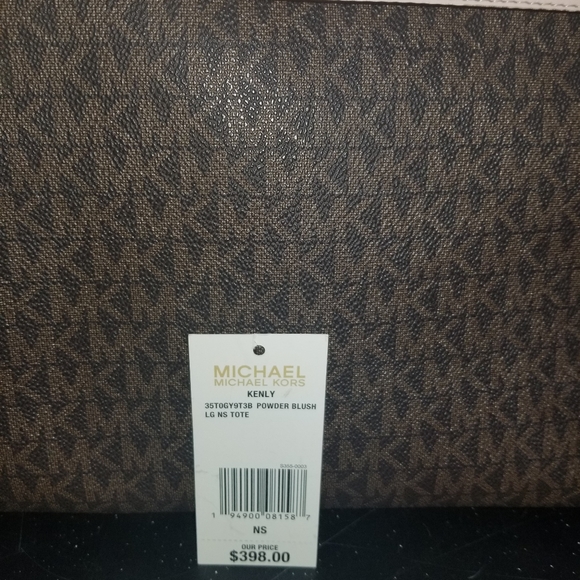 MICHAEL
MICHAEL KORS
KENLY
35T0GY9T3B POWDER BLUSH
LG NS TOTE
1 94900 08158 7
NS
OUR PRICE
$398.00